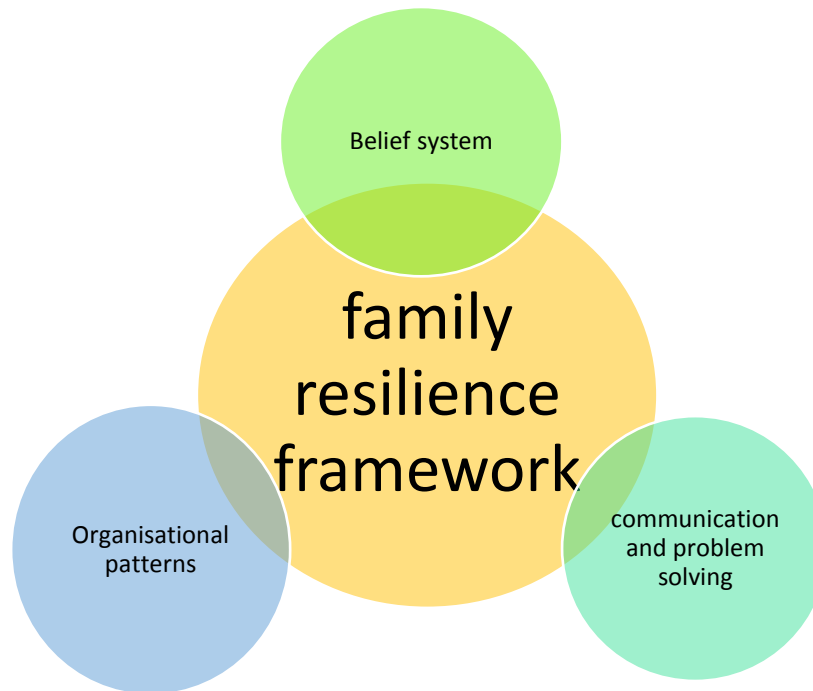 Belief system
family
resilience
framework
Organisational
patterns
communication
and problem
solving